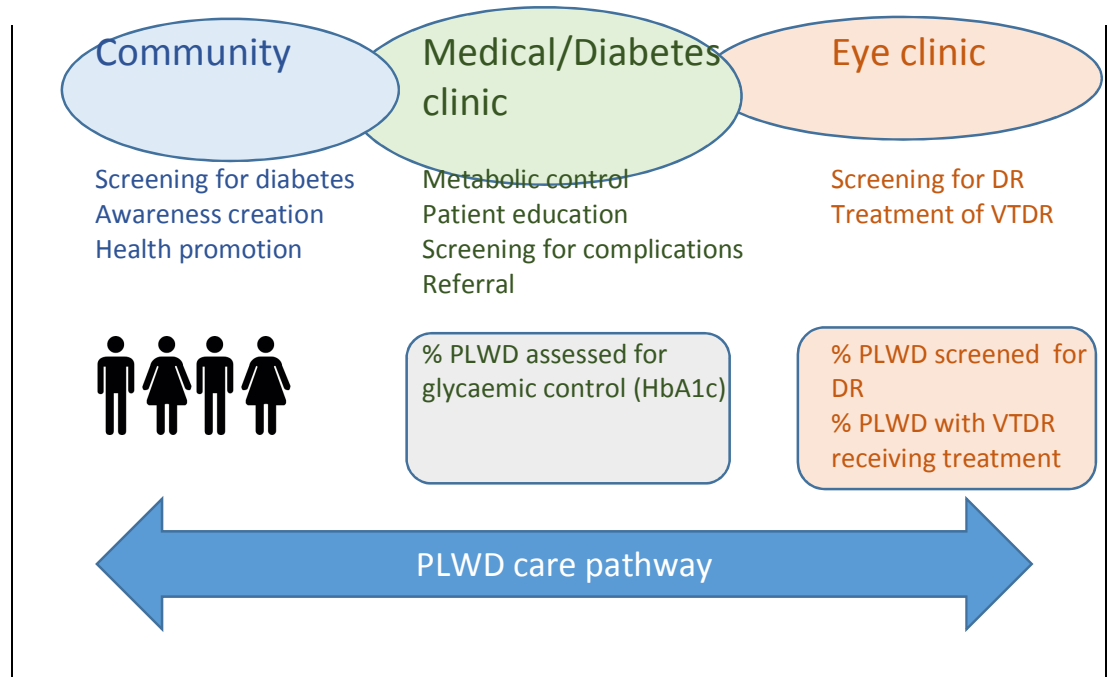 Community
Screening for diabetes
Awareness creation
Health promotion
Medical/Diabetes
clinic
Metabolic control
Patient education
Screening for complications
Referral
% PLWD assessed for
glycaemic control (HbA1c)
Eye clinic
Screening for DR
Treatment of VTDR
% PLWD screened for
DR
% PLWD with VTDR
receiving treatment
PLWD care pathway